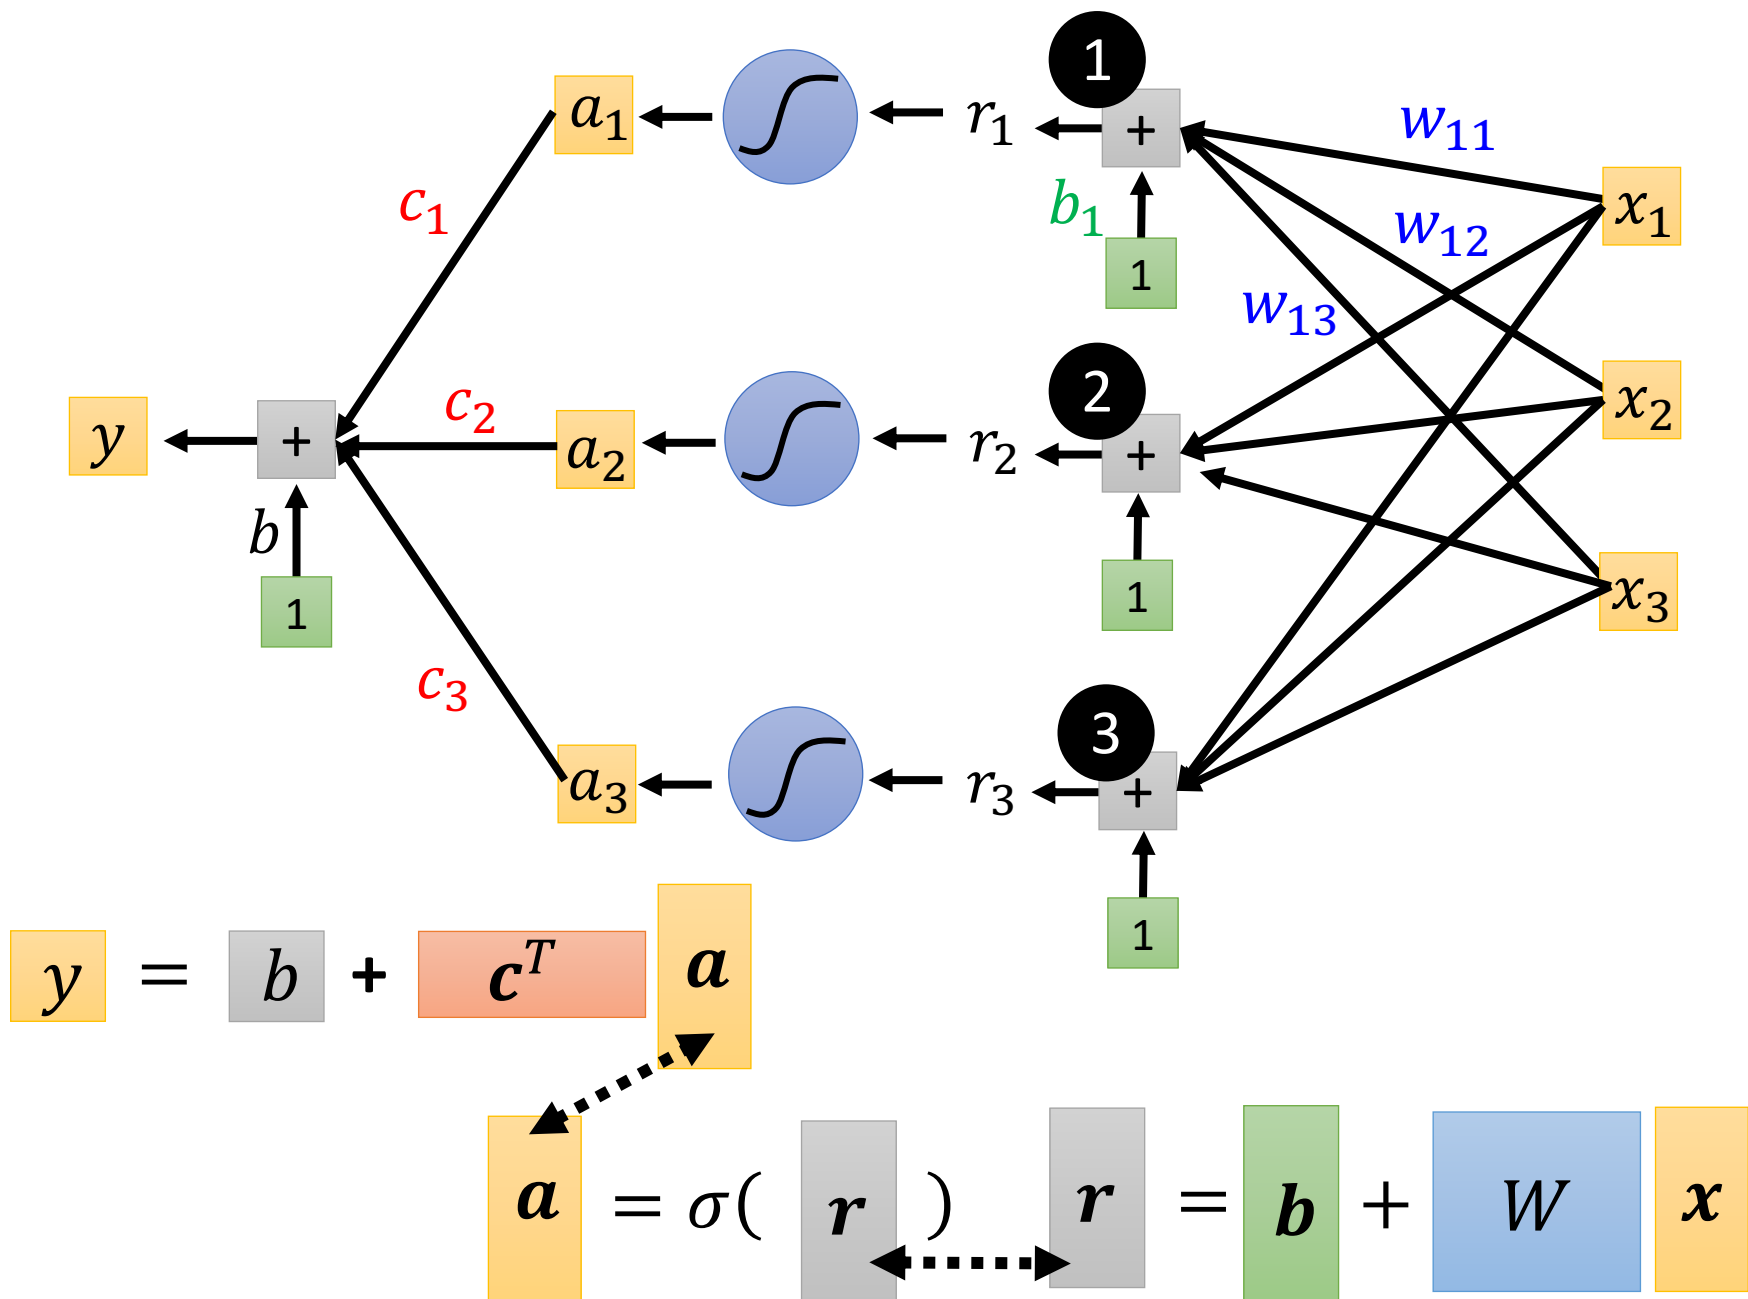 1
a₁ r₁ + w₁₁
c₁ b₁ w₁₂ x₁
1
w₁₃
2
c₂ x₂
y + a₂ r₂ +
b
1 1 x₃
c₃
3
a₃ r₃ +
1
y = b + cᵀ a
a = σ( r ) r = b + W x